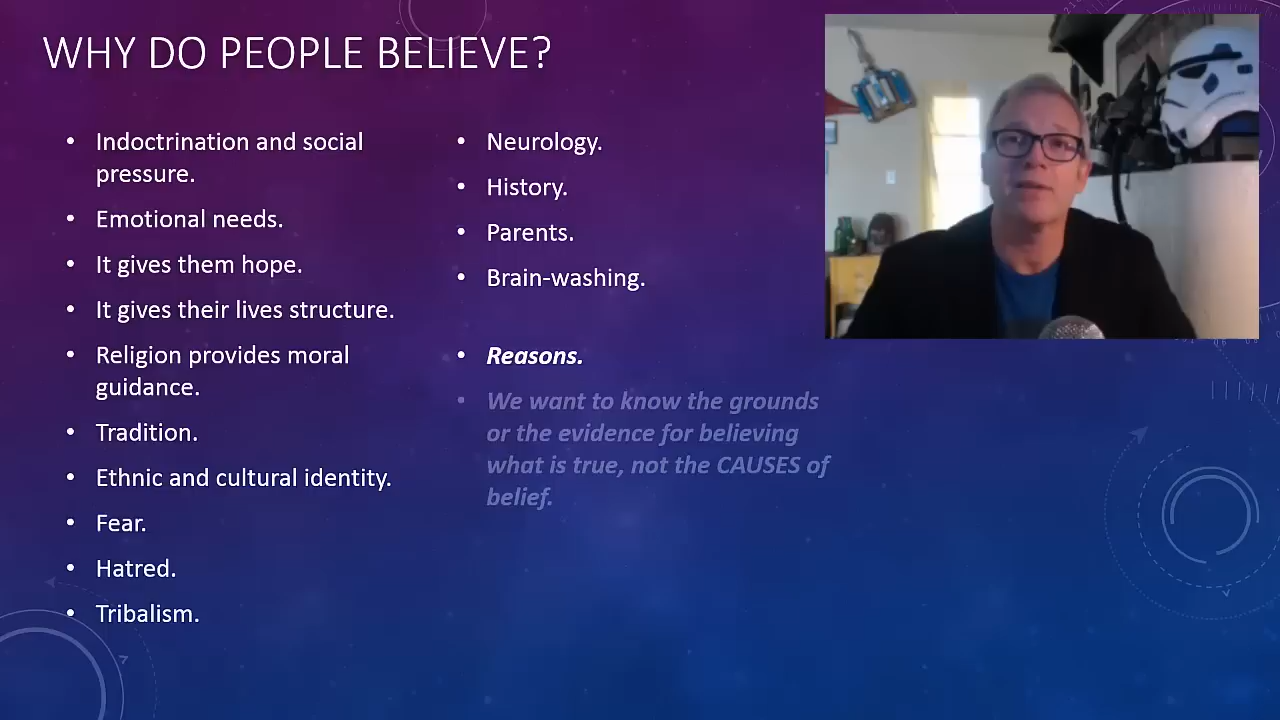 WHY DO PEOPLE BELIEVE?
• Indoctrination and social
pressure.
• Emotional needs.
• It gives them hope.
• It gives their lives structure.
• Religion provides moral
guidance.
• Tradition.
• Ethnic and cultural identity.
• Fear.
• Hatred.
• Tribalism.
• Neurology.
• History.
• Parents.
• Brain-washing.
• Reasons.
• We want to know the grounds
or the evidence for believing
what is true, not the CAUSES of
belief.